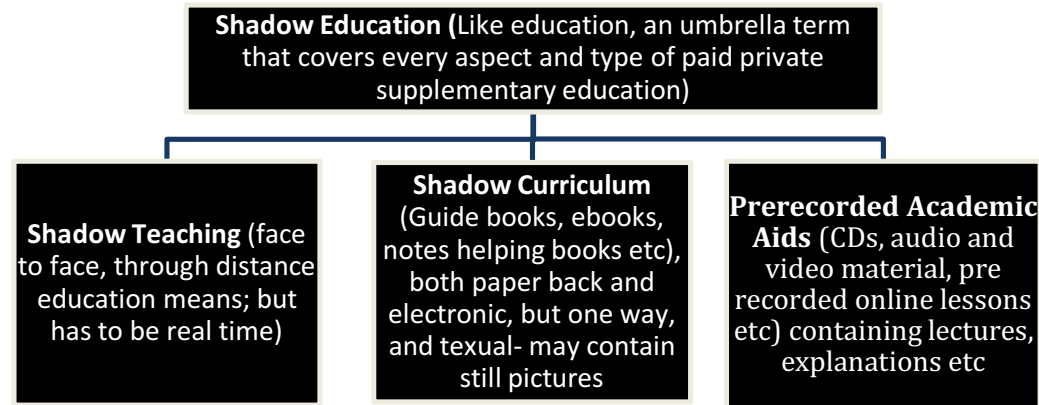 Shadow Education (Like education, an umbrella term
that covers every aspect and type of paid private
supplementary education)
Shadow Teaching (face
to face, through distance
education means; but
has to be real time)
Shadow Curriculum
(Guide books, ebooks,
notes helping books etc),
both paper back and
electronic, but one way,
and texual- may contain
still pictures
Prerecorded Academic
Aids (CDs, audio and
video material, pre
recorded online lessons
etc) containing lectures,
explanations etc